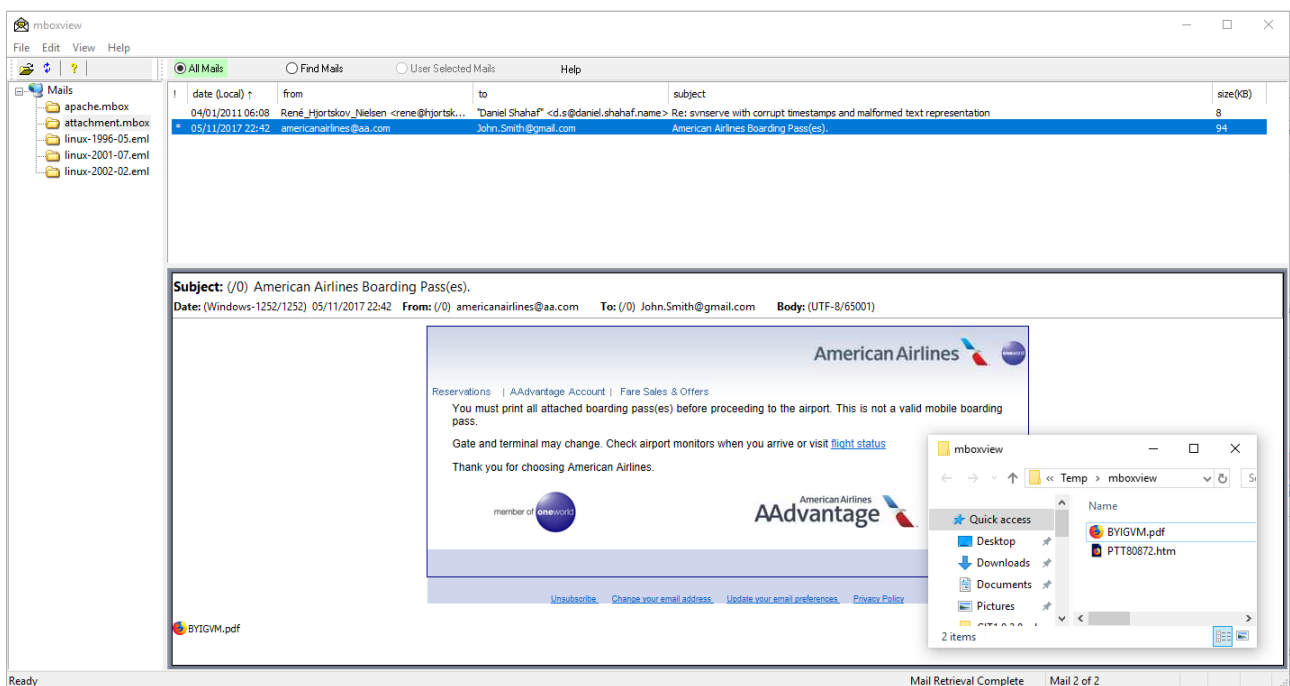 mboxview
File Edit View Help
All Mails Find Mails User Selected Mails Help
Mails
apache.mbox
attachment.mbox
linux-1996-05.eml
linux-2001-07.eml
linux-2002-02.eml
! date (Local) ↑ from to subject size(KB)
04/01/2011 06:08 René_Hjortskov_Nielsen <rene@hjortsk... "Daniel Shahaf" <d.s@daniel.shahaf.name> Re: svnserve with corrupt timestamps and malformed text representation 8
* 05/11/2017 22:42 americanairlines@aa.com John.Smith@gmail.com American Airlines Boarding Pass(es). 94
Subject: (/0) American Airlines Boarding Pass(es).
Date: (Windows-1252/1252) 05/11/2017 22:42 From: (/0) americanairlines@aa.com To: (/0) John.Smith@gmail.com Body: (UTF-8/65001)
American Airlines oneworld
Reservations | AAdvantage Account | Fare Sales & Offers
You must print all attached boarding pass(es) before proceeding to the airport. This is not a valid mobile boarding
pass.
Gate and terminal may change. Check airport monitors when you arrive or visit flight status
Thank you for choosing American Airlines.
member of oneworld
American Airlines
AAdvantage
Unsubscribe Change your email address Update your email preferences Privacy Policy
BYIGVM.pdf
mboxview
« Temp › mboxview
Name
Quick access
Desktop
Downloads
Documents
Pictures
BYIGVM.pdf
PTT80872.htm
2 items
Ready Mail Retrieval Complete Mail 2 of 2